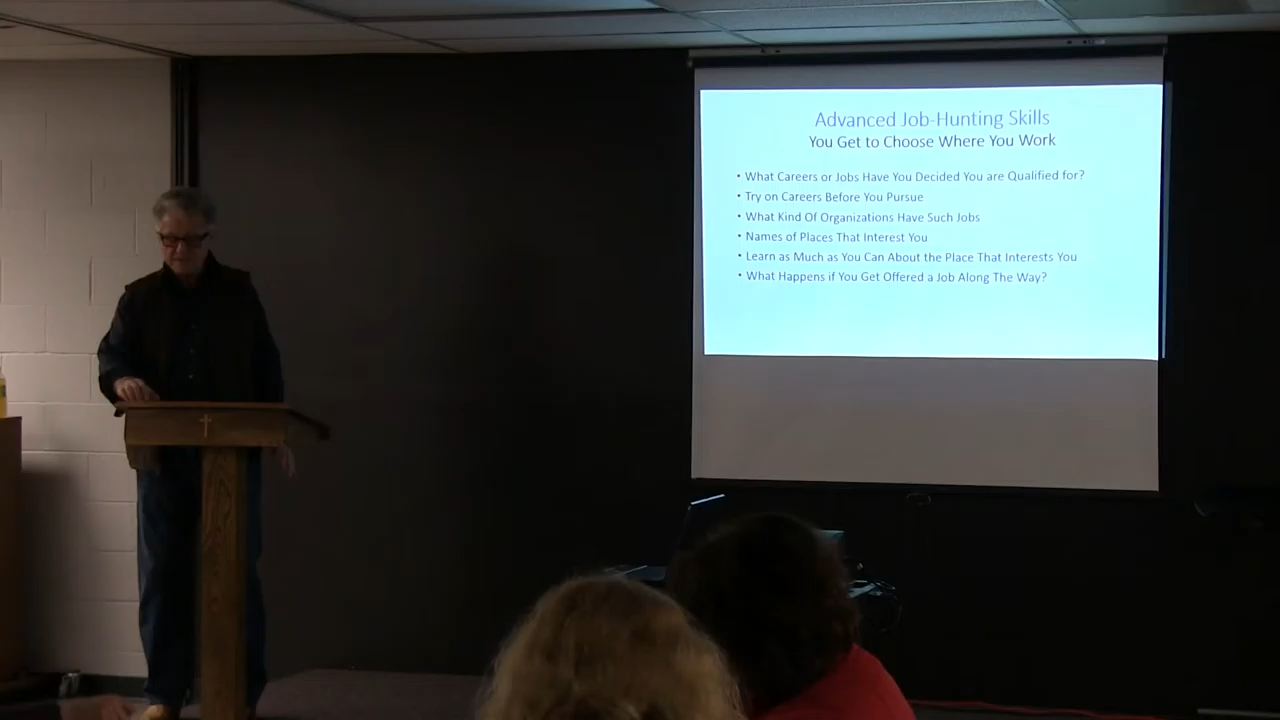 Advanced Job-Hunting Skills
You Get to Choose Where You Work
• What Careers or Jobs Have You Decided You are Qualified for?
• Try on Careers Before You Pursue
• What Kind Of Organizations Have Such Jobs
• Names of Places That Interest You
• Learn as Much as You Can About the Place That Interests You
• What Happens if You Get Offered a Job Along The Way?